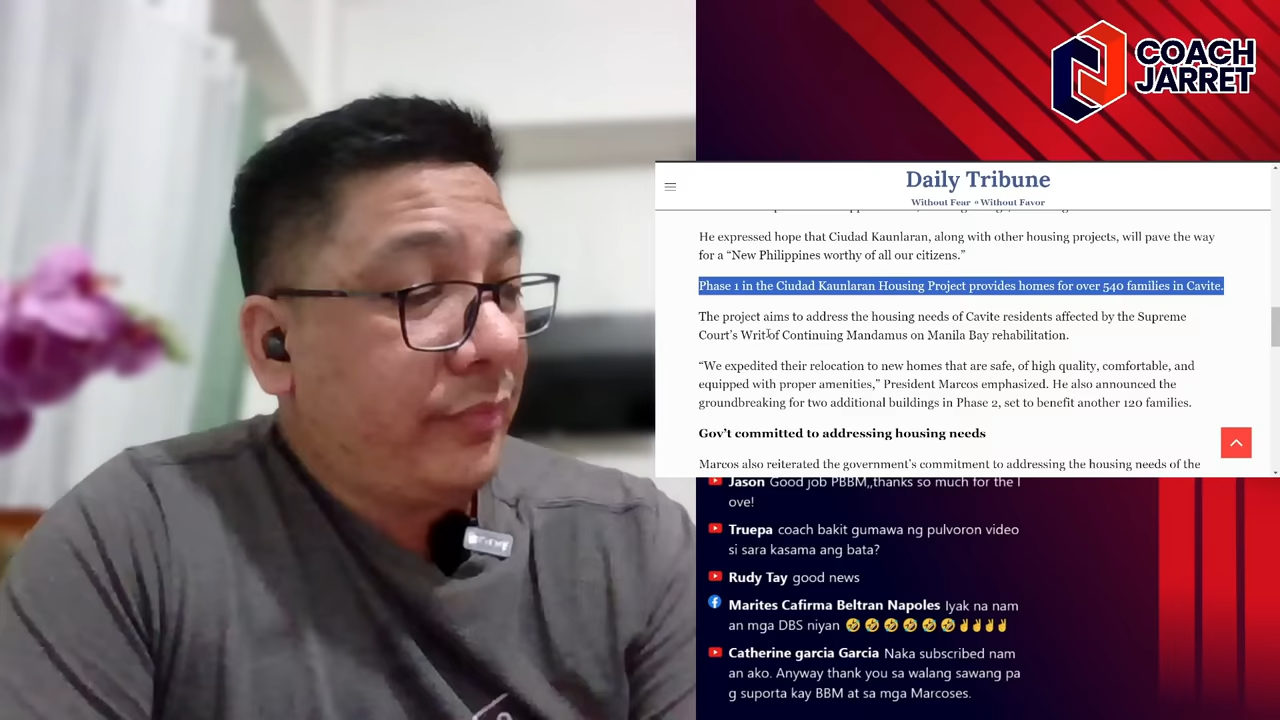 COACH
JARRET
Daily Tribune
Without Fear • Without Favor
He expressed hope that Ciudad Kaunlaran, along with other housing projects, will pave the way
for a “New Philippines worthy of all our citizens.”
Phase 1 in the Ciudad Kaunlaran Housing Project provides homes for over 540 families in Cavite.
The project aims to address the housing needs of Cavite residents affected by the Supreme
Court’s Writ of Continuing Mandamus on Manila Bay rehabilitation.
“We expedited their relocation to new homes that are safe, of high quality, comfortable, and
equipped with proper amenities,” President Marcos emphasized. He also announced the
groundbreaking for two additional buildings in Phase 2, set to benefit another 120 families.
Gov’t committed to addressing housing needs
Marcos also reiterated the government’s commitment to addressing the housing needs of the
Jason Good job PBBM,,thanks so much for the l
ove!
Truepa coach bakit gumawa ng pulvoron video
si sara kasama ang bata?
Rudy Tay good news
Marites Cafirma Beltran Napoles Iyak na nam
an mga DBS niyan 🤣🤣🤣🤣🤣🤣✌✌✌✌
Catherine garcia Garcia Naka subscribed nam
an ako. Anyway thank you sa walang sawang pa
g suporta kay BBM at sa mga Marcoses.